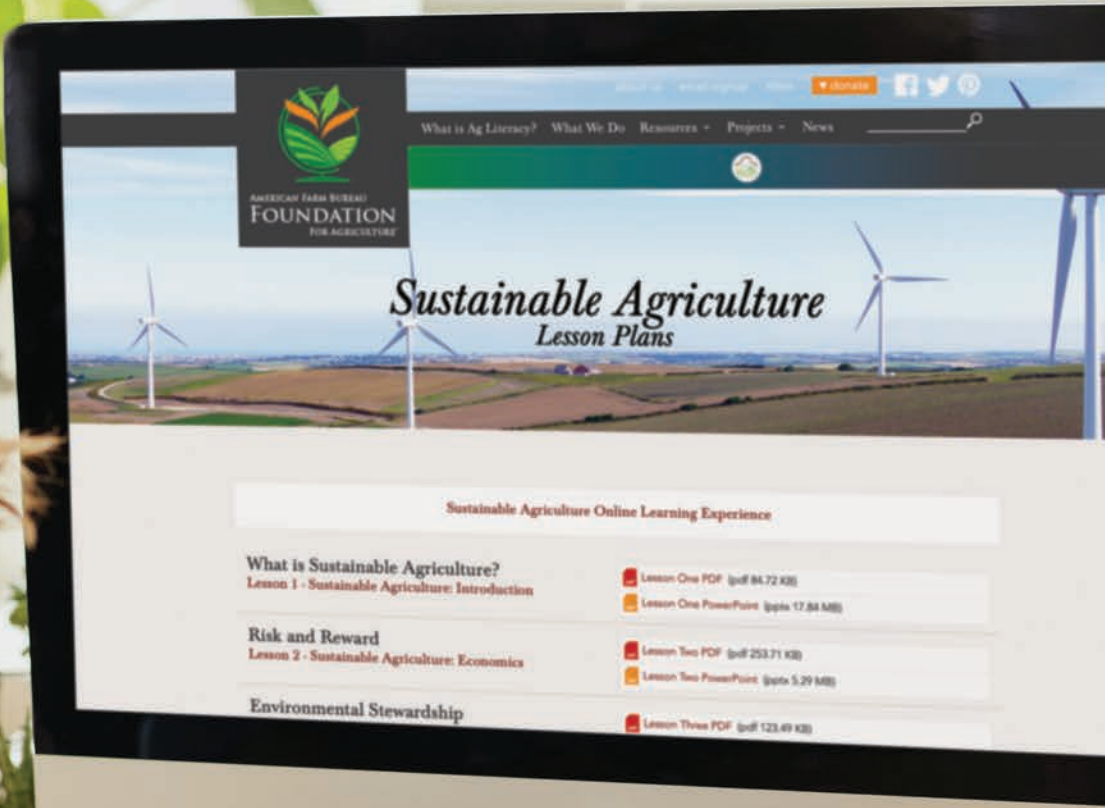 donate
What is Ag Literacy? What We Do Resources Projects News
AMERICAN FARM BUREAU
FOUNDATION
FOR AGRICULTURE
Sustainable Agriculture
Lesson Plans
Sustainable Agriculture Online Learning Experience
What is Sustainable Agriculture?
Lesson 1 - Sustainable Agriculture: Introduction
Lesson One PDF (pdf 84.72 KB)
Lesson One PowerPoint (pptx 17.84 MB)
Risk and Reward
Lesson 2 - Sustainable Agriculture: Economics
Lesson Two PDF (pdf 253.71 KB)
Lesson Two PowerPoint (pptx 5.29 MB)
Environmental Stewardship
Lesson Three PDF (pdf 123.49 KB)